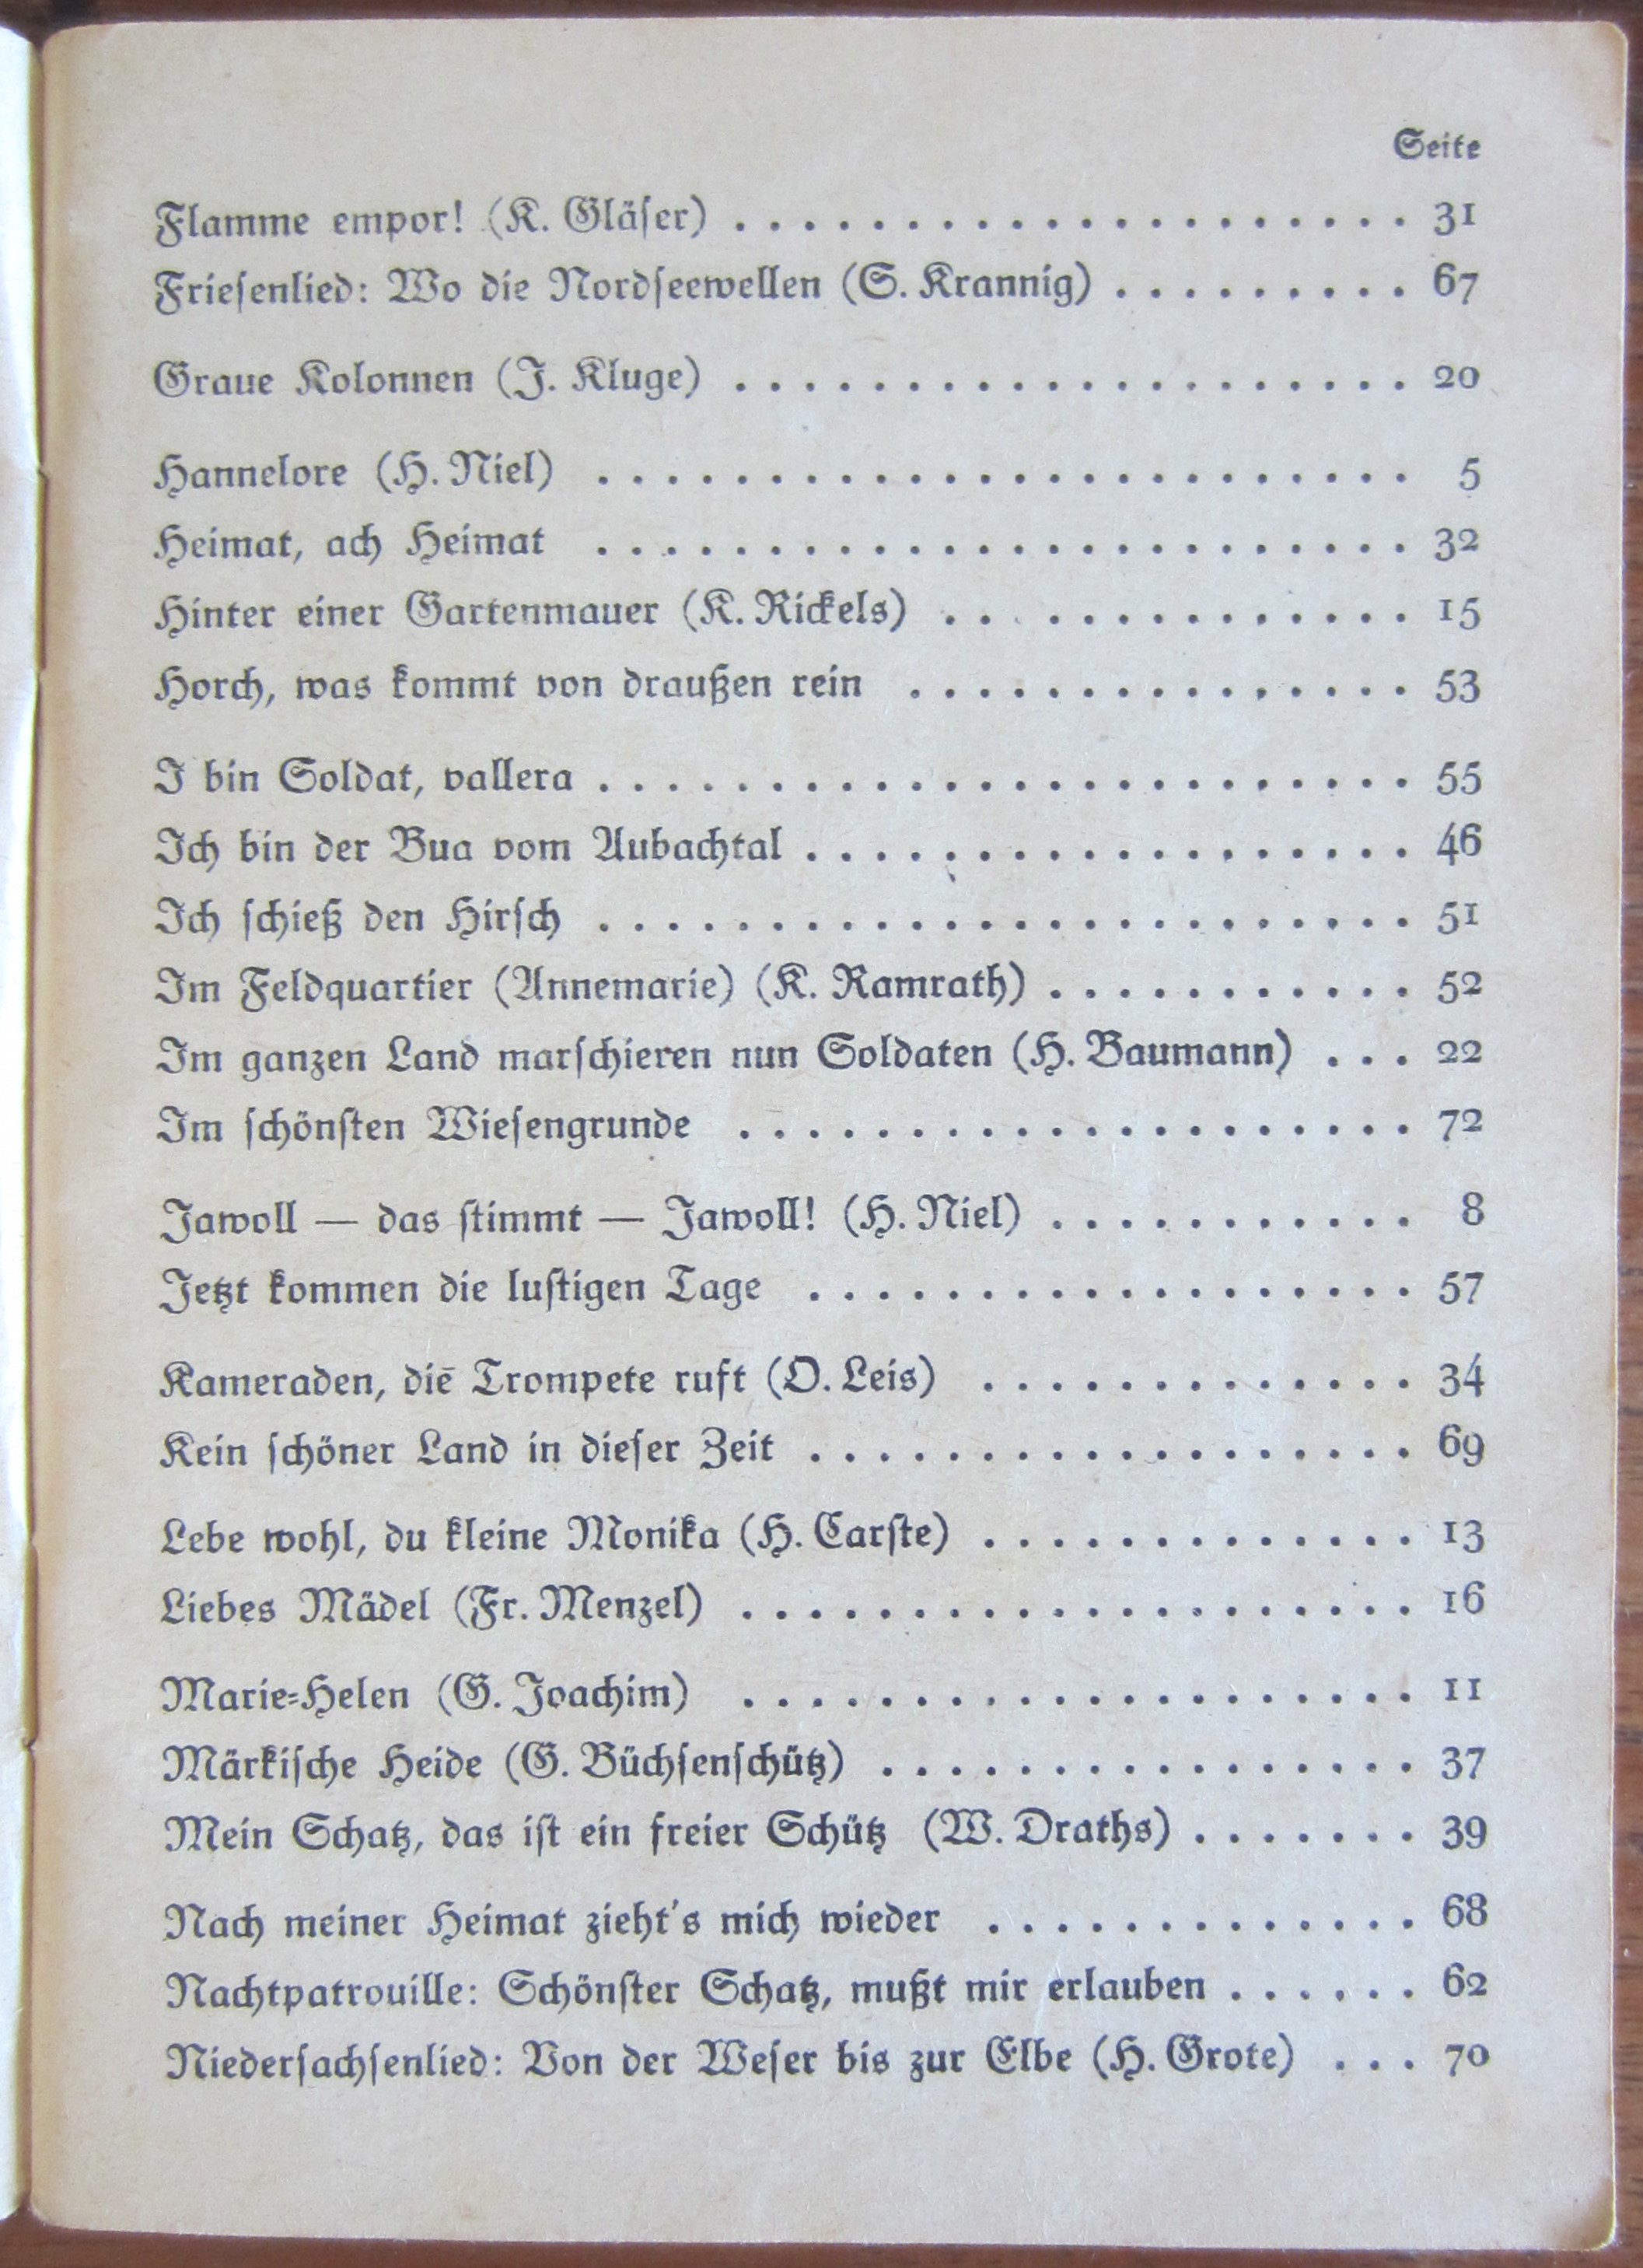 Seite
Flamme empor! (K. Gläser) . . . . . . . . . . . . . . . . . . . . 31
Friesenlied: Wo die Nordseewellen (S. Krannig) . . . . . . . . . 67
Graue Kolonnen (J. Kluge) . . . . . . . . . . . . . . . . . . . . 20
Hannelore (H. Niel) . . . . . . . . . . . . . . . . . . . . . . . . 5
Heimat, ach Heimat . . . . . . . . . . . . . . . . . . . . . . . . 32
Hinter einer Gartenmauer (K. Rickels) . . . . . . . . . . . . . . 15
Horch, was kommt von draußen rein . . . . . . . . . . . . . . . 53
I bin Soldat, vallera . . . . . . . . . . . . . . . . . . . . . . . . 55
Ich bin der Bua vom Aubachtal . . . . . . . . . . . . . . . . . . 46
Ich schieß den Hirsch . . . . . . . . . . . . . . . . . . . . . . . . 51
Im Feldquartier (Annemarie) (K. Ramrath) . . . . . . . . . . . 52
Im ganzen Land marschieren nun Soldaten (H. Baumann) . . . 22
Im schönsten Wiesengrunde . . . . . . . . . . . . . . . . . . . . 72
Jawoll — das stimmt — Jawoll! (H. Niel) . . . . . . . . . . . 8
Jetzt kommen die lustigen Tage . . . . . . . . . . . . . . . . . . 57
Kameraden, die Trompete ruft (O. Leis) . . . . . . . . . . . . . 34
Kein schöner Land in dieser Zeit . . . . . . . . . . . . . . . . . . 69
Lebe wohl, du kleine Monika (H. Carste) . . . . . . . . . . . . . 13
Liebes Mädel (Fr. Menzel) . . . . . . . . . . . . . . . . . . . . 16
Marie-Helen (G. Joachim) . . . . . . . . . . . . . . . . . . . . 11
Märkische Heide (G. Büchsenschütz) . . . . . . . . . . . . . . . . 37
Mein Schatz, das ist ein freier Schütz (W. Draths) . . . . . . . 39
Nach meiner Heimat zieht's mich wieder . . . . . . . . . . . . . 68
Nachtpatrouille: Schönster Schatz, mußt mir erlauben . . . . . . 62
Niedersachsenlied: Von der Weser bis zur Elbe (H. Grote) . . . 70